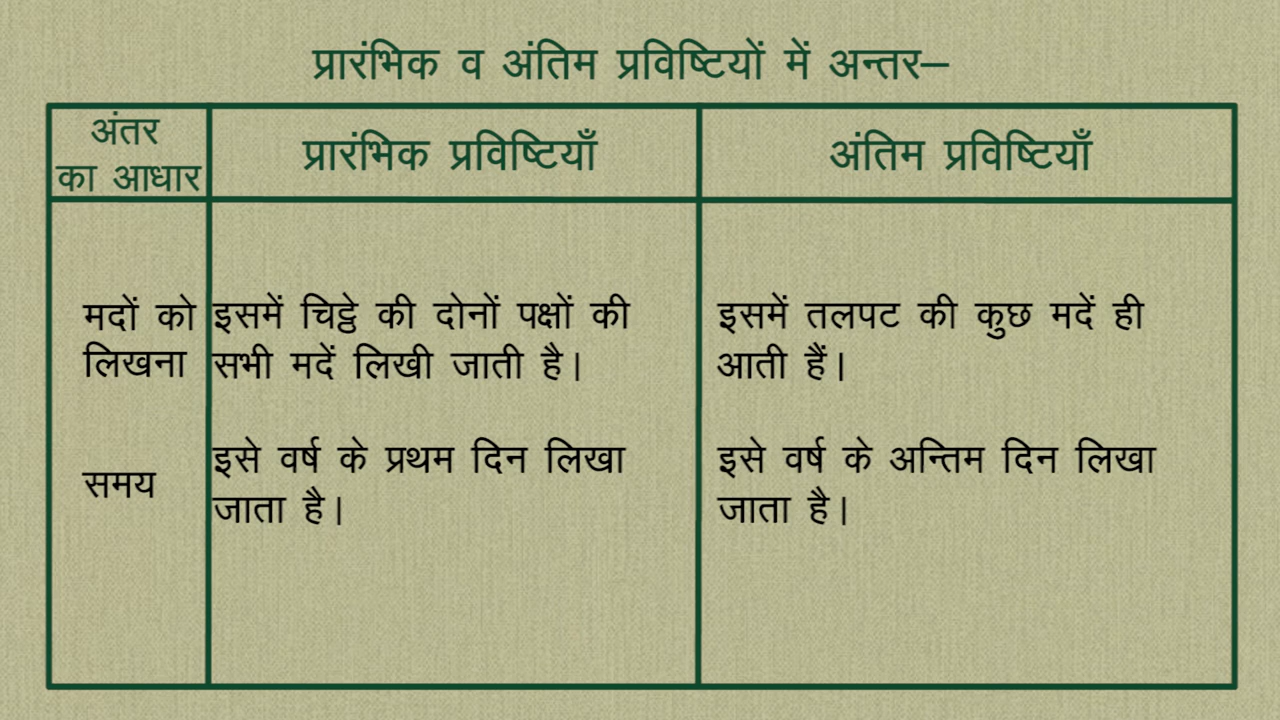 प्रारंभिक व अंतिम प्रविष्टियों में अन्तर–
अंतर
का आधार
प्रारंभिक प्रविष्टियाँ
अंतिम प्रविष्टियाँ
मदों को
लिखना
इसमें चिट्ठे की दोनों पक्षों की
सभी मदें लिखी जाती है।
इसमें तलपट की कुछ मदें ही
आती हैं।
समय
इसे वर्ष के प्रथम दिन लिखा
जाता है।
इसे वर्ष के अन्तिम दिन लिखा
जाता है।